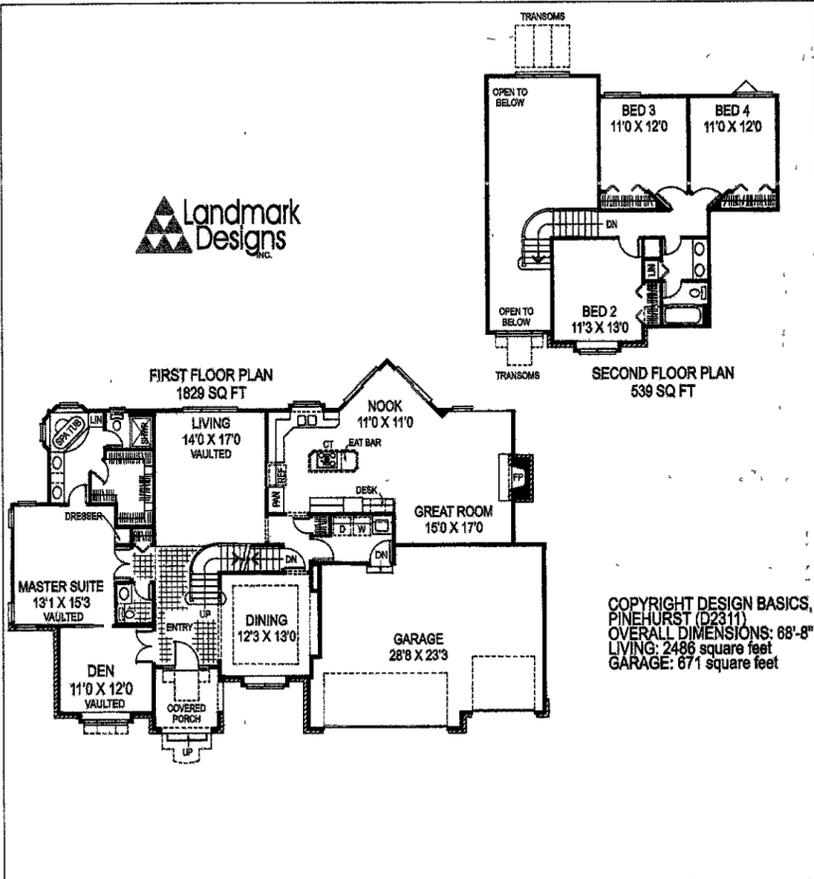 TRANSOMS
OPEN TO
BELOW
BED 3
11'0 X 12'0
BED 4
11'0 X 12'0
Landmark
Designs
INC.
DN
LIN
BED 2
11'3 X 13'0
OPEN TO
BELOW
TRANSOMS
SECOND FLOOR PLAN
539 SQ FT
FIRST FLOOR PLAN
1829 SQ FT
NOOK
11'0 X 11'0
LIN
SPA TUB
SHWR
LIVING
14'0 X 17'0
VAULTED
CT
EAT BAR
REF
PAN
DESK
FP
GREAT ROOM
15'0 X 17'0
DRESSER
D
W
DN
DN
MASTER SUITE
13'1 X 15'3
VAULTED
UP
ENTRY
DINING
12'3 X 13'0
GARAGE
28'8 X 23'3
DEN
11'0 X 12'0
VAULTED
COVERED
PORCH
UP
COPYRIGHT DESIGN BASICS,
PINEHURST (D2311)
OVERALL DIMENSIONS: 68'-8"
LIVING: 2486 square feet
GARAGE: 671 square feet